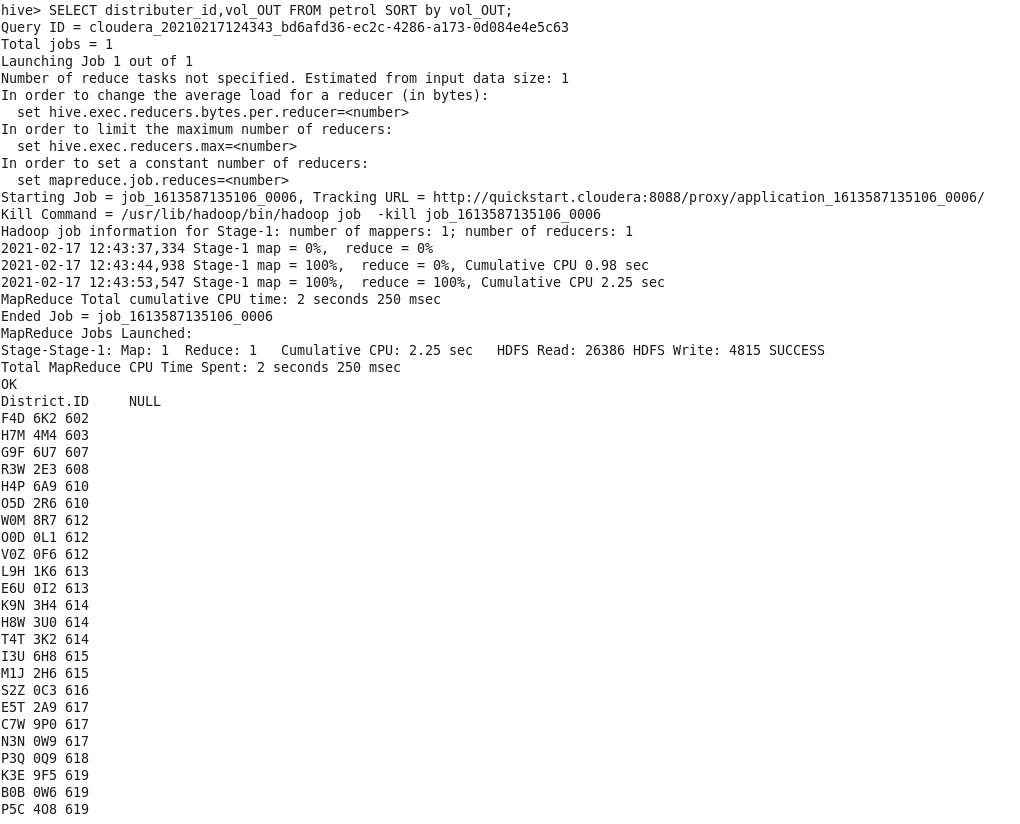 hive> SELECT distributer_id,vol_OUT FROM petrol SORT by vol_OUT;
Query ID = cloudera_20210217124343_bd6afd36-ec2c-4286-a173-0d084e4e5c63
Total jobs = 1
Launching Job 1 out of 1
Number of reduce tasks not specified. Estimated from input data size: 1
In order to change the average load for a reducer (in bytes):
  set hive.exec.reducers.bytes.per.reducer=<number>
In order to limit the maximum number of reducers:
  set hive.exec.reducers.max=<number>
In order to set a constant number of reducers:
  set mapreduce.job.reduces=<number>
Starting Job = job_1613587135106_0006, Tracking URL = http://quickstart.cloudera:8088/proxy/application_1613587135106_0006/
Kill Command = /usr/lib/hadoop/bin/hadoop job  -kill job_1613587135106_0006
Hadoop job information for Stage-1: number of mappers: 1; number of reducers: 1
2021-02-17 12:43:37,334 Stage-1 map = 0%,  reduce = 0%
2021-02-17 12:43:44,938 Stage-1 map = 100%,  reduce = 0%, Cumulative CPU 0.98 sec
2021-02-17 12:43:53,547 Stage-1 map = 100%,  reduce = 100%, Cumulative CPU 2.25 sec
MapReduce Total cumulative CPU time: 2 seconds 250 msec
Ended Job = job_1613587135106_0006
MapReduce Jobs Launched:
Stage-Stage-1: Map: 1  Reduce: 1   Cumulative CPU: 2.25 sec   HDFS Read: 26386 HDFS Write: 4815 SUCCESS
Total MapReduce CPU Time Spent: 2 seconds 250 msec
OK
District.ID     NULL
F4D 6K2 602
H7M 4M4 603
G9F 6U7 607
R3W 2E3 608
H4P 6A9 610
O5D 2R6 610
W0M 8R7 612
O0D 0L1 612
V0Z 0F6 612
L9H 1K6 613
E6U 0I2 613
K9N 3H4 614
H8W 3U0 614
T4T 3K2 614
I3U 6H8 615
M1J 2H6 615
S2Z 0C3 616
E5T 2A9 617
C7W 9P0 617
N3N 0W9 617
P3Q 0Q9 618
K3E 9F5 619
B0B 0W6 619
P5C 4O8 619